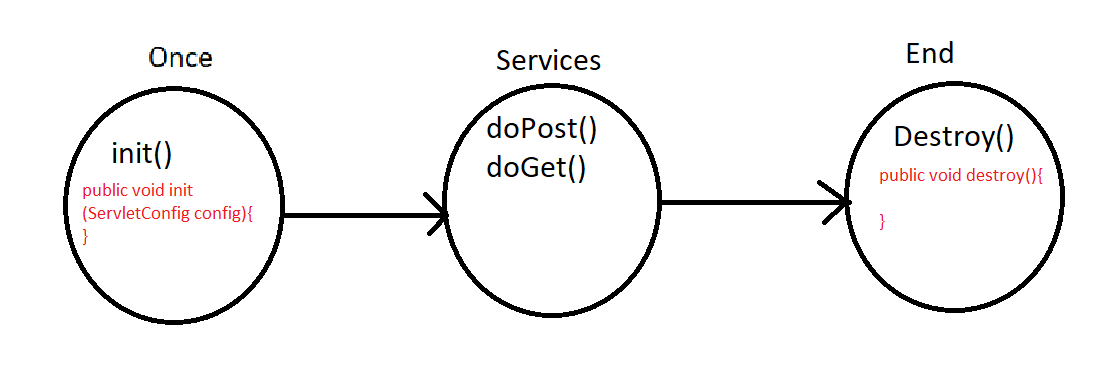 Once
init()
public void init
(ServletConfig config){
}
Services
doPost()
doGet()
End
Destroy()
public void destroy(){
}